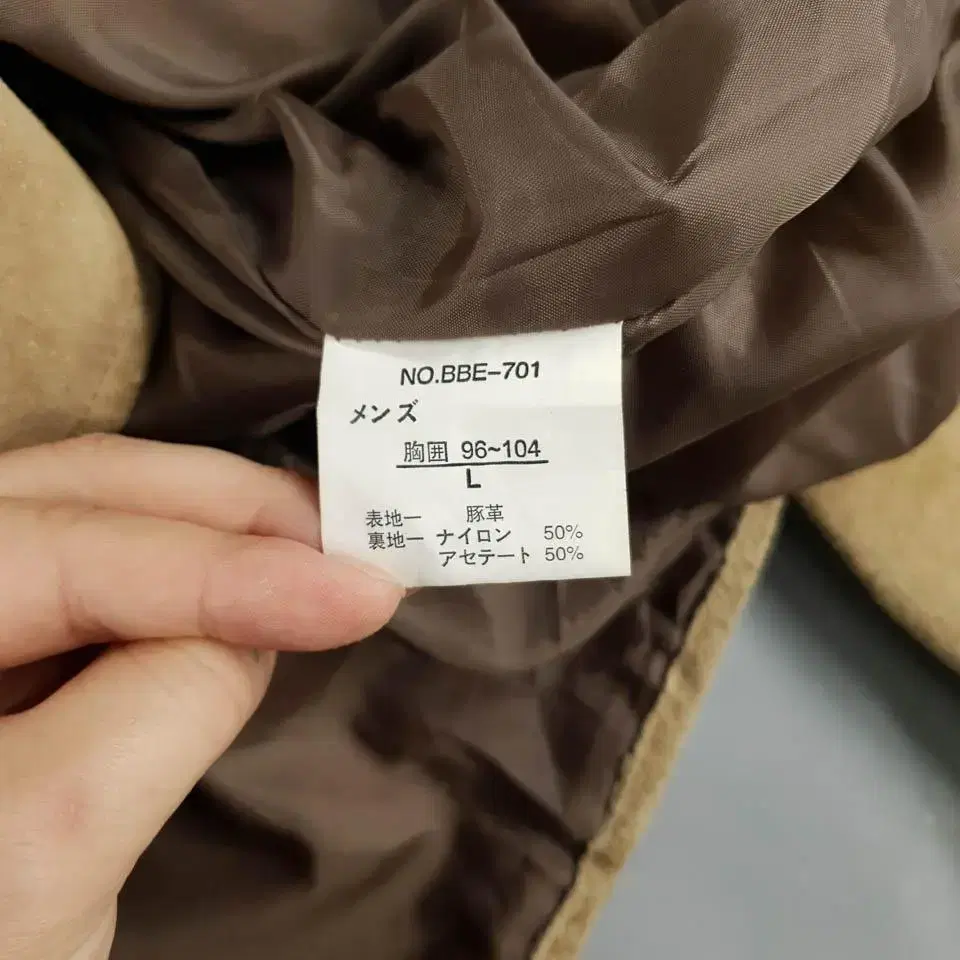 NO.BBE-701
メンズ
胸囲 96~104
L
表地ー 豚革
裏地ー ナイロン 50%
アセテート 50%